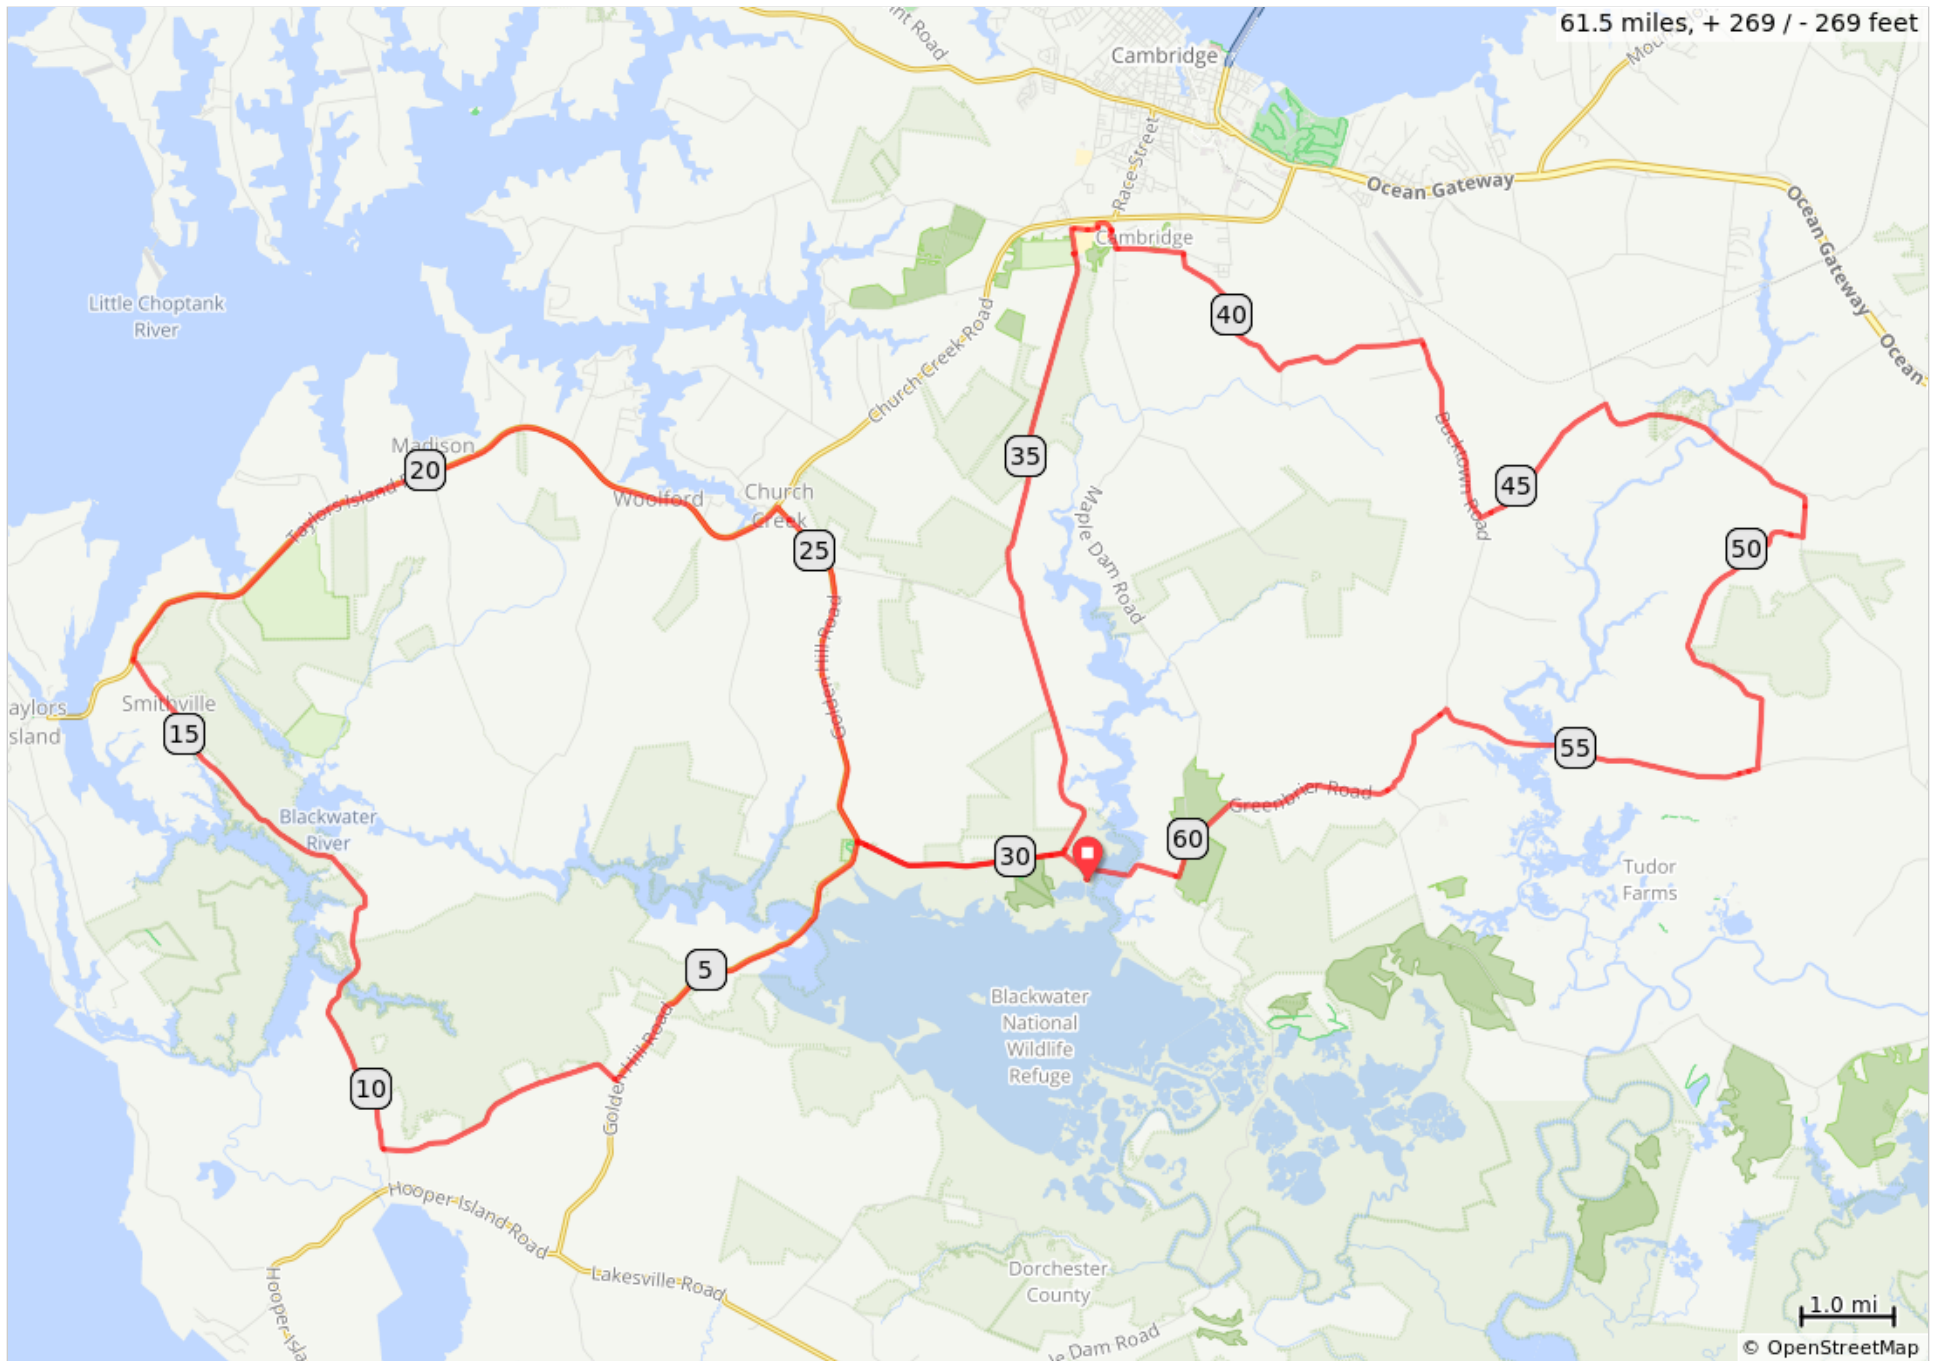 61.5 miles, + 269 / - 269 feet
Cambridge
Race Street
Ocean Gateway
Ocean Gateway
Ocean
Cambridge
Little Choptank
River
Church Creek Road
40
Bucktown Road
35
Madison
20
Woolford
Church
Creek
45
Maple Dam Road
25
50
Golden Hill Road
Smithville
15
55
Greenbrier Road
Blackwater
River
30
60
Tudor
Farms
5
Blackwater
National
Wildlife
Refuge
Golden Hill Road
10
Hooper Island Road
Lakesville Road
Dorchester
County
1.0 mi
© OpenStreetMap